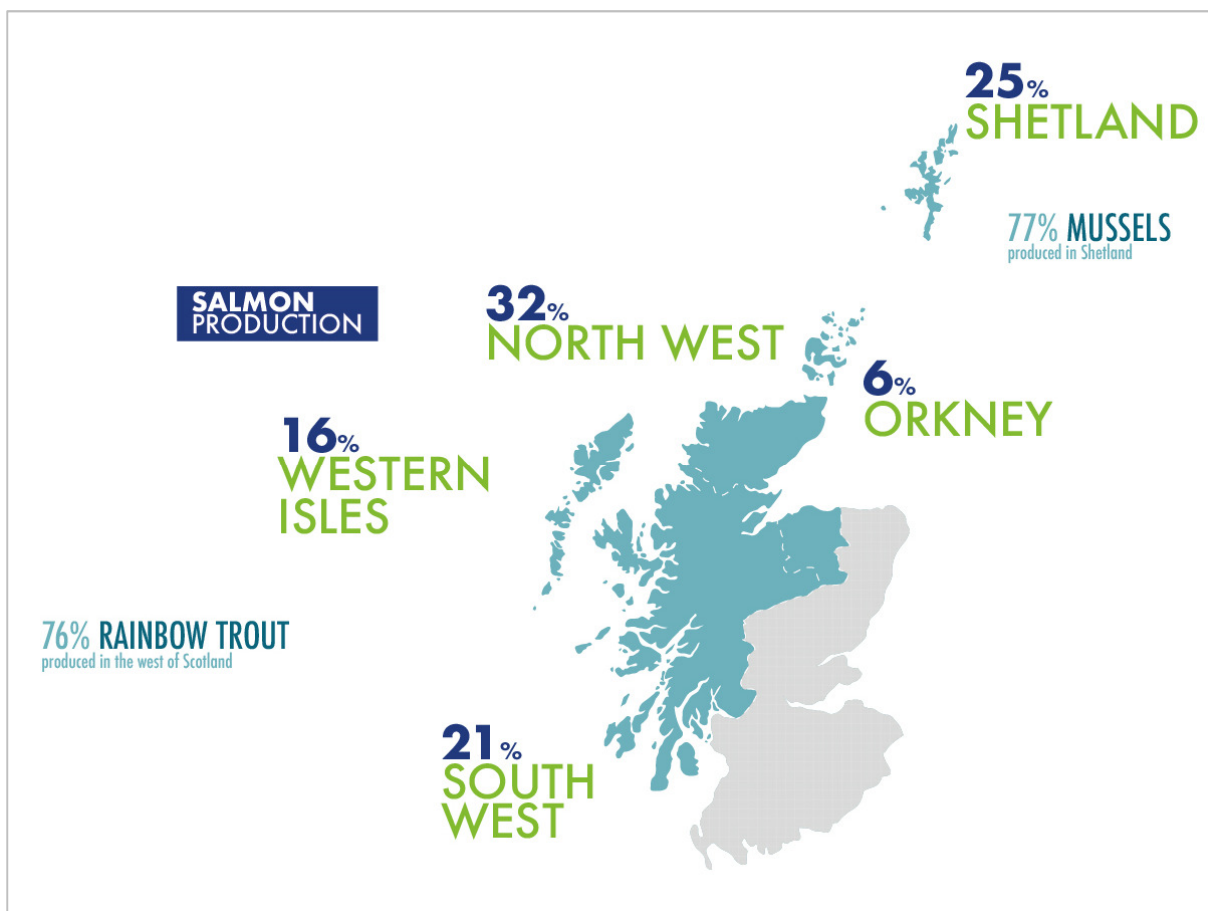 25%
SHETLAND
77% MUSSELS
produced in Shetland
SALMON
PRODUCTION
32%
NORTH WEST
6%
ORKNEY
16%
WESTERN
ISLES
76% RAINBOW TROUT
produced in the west of Scotland
21%
SOUTH
WEST